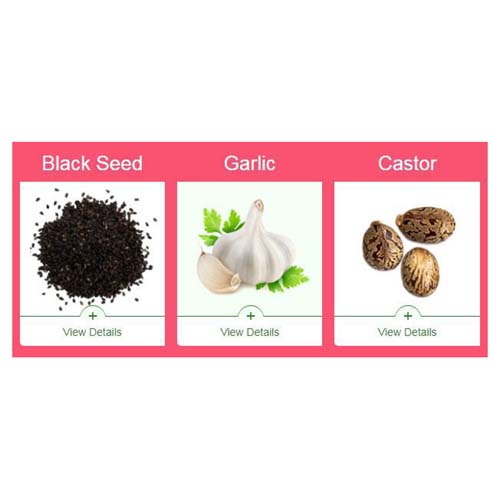 Black Seed
Garlic
Castor
+
+
+
View Details
View Details
View Details